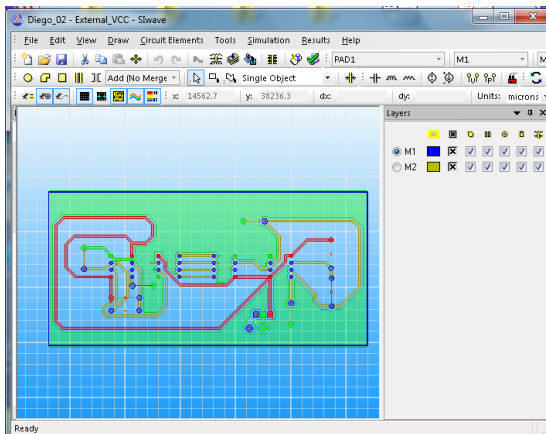 Diego_02 - External_VCC - SIwave
File Edit View Draw Circuit Elements Tools Simulation Results Help
PAD1 M1 M
Add (No Merge Single Object
x: 14562.7 y: 38236.3 dx: dy: Units: microns
Layers
M1
M2
Ready